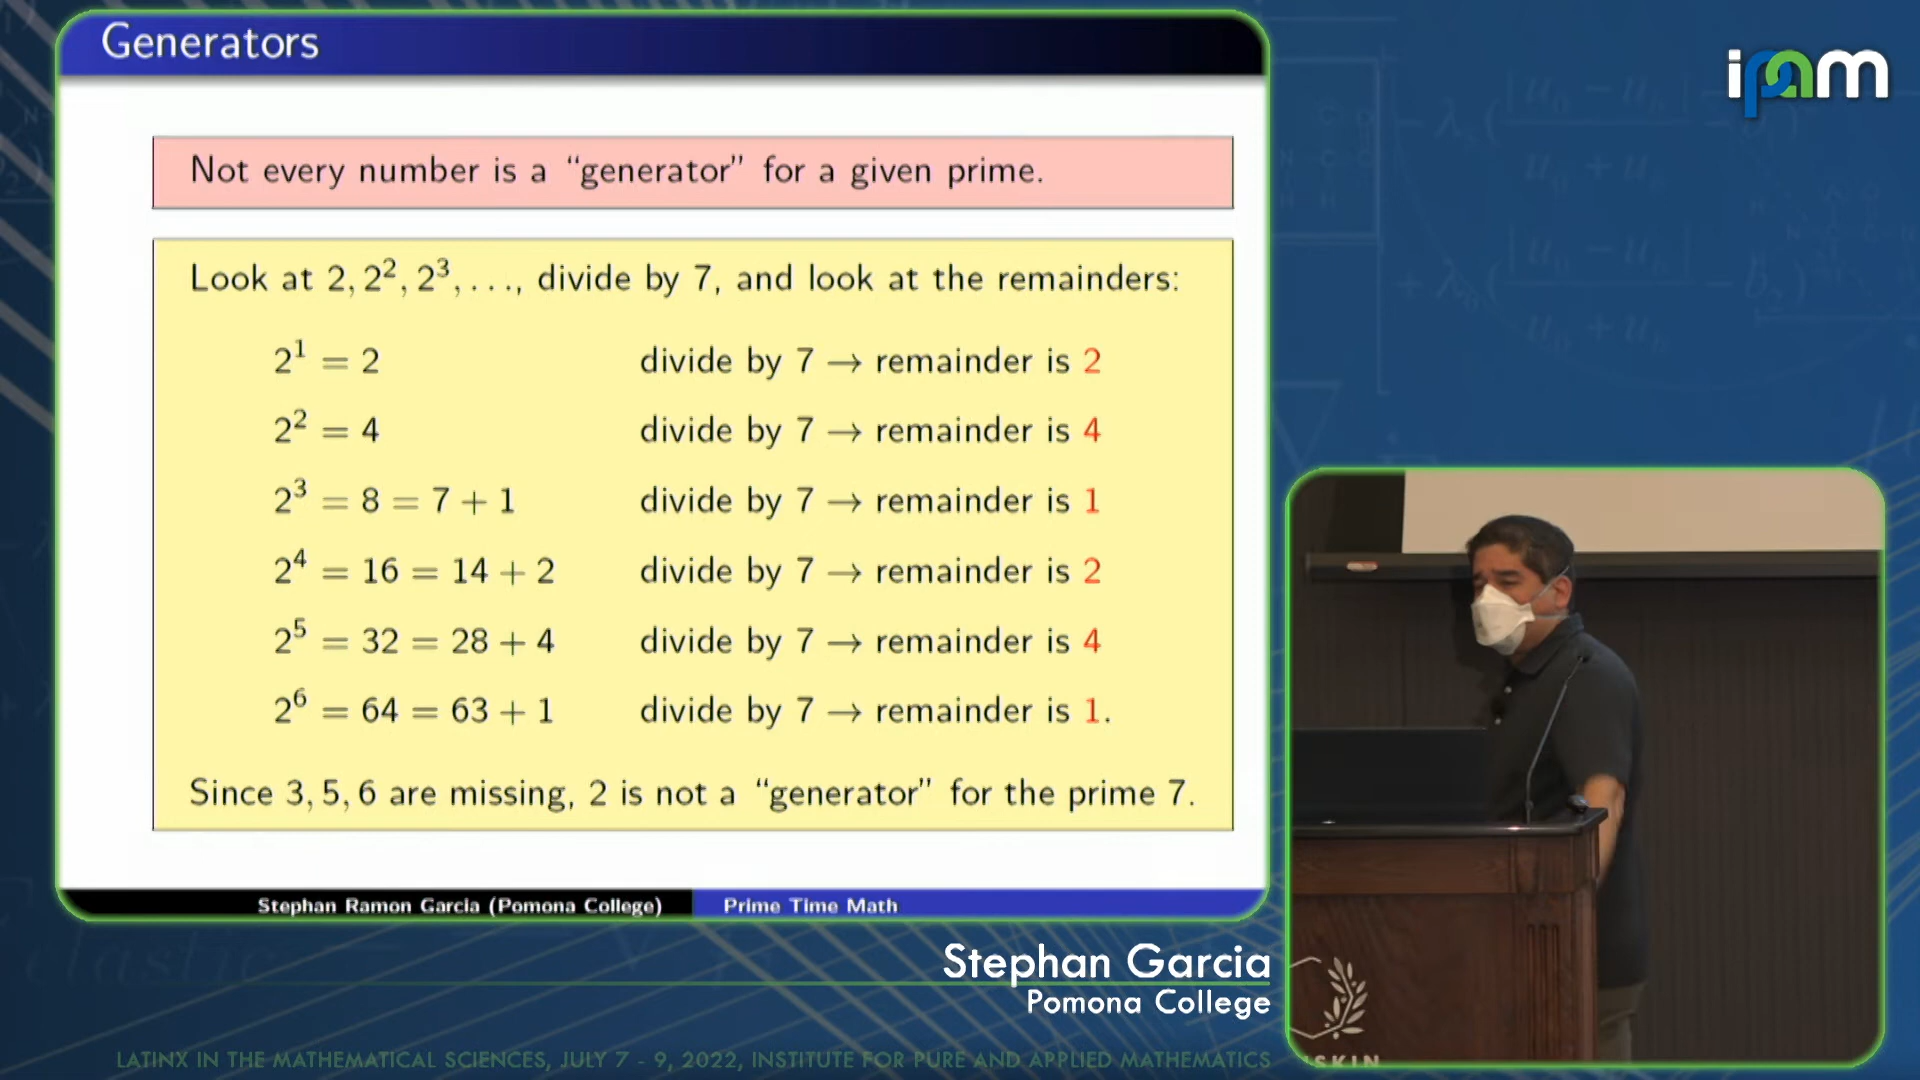 Generators
ipam
Not every number is a “generator” for a given prime.
Look at 2, 2², 2³, . . ., divide by 7, and look at the remainders:
2¹ = 2 divide by 7 → remainder is 2
2² = 4 divide by 7 → remainder is 4
2³ = 8 = 7 + 1 divide by 7 → remainder is 1
2⁴ = 16 = 14 + 2 divide by 7 → remainder is 2
2⁵ = 32 = 28 + 4 divide by 7 → remainder is 4
2⁶ = 64 = 63 + 1 divide by 7 → remainder is 1.
Since 3, 5, 6 are missing, 2 is not a “generator” for the prime 7.
Stephan Ramon Garcia (Pomona College) Prime Time Math
Stephan Garcia
Pomona College
LATINX IN THE MATHEMATICAL SCIENCES, JULY 7 - 9, 2022, INSTITUTE FOR PURE AND APPLIED MATHEMATICS